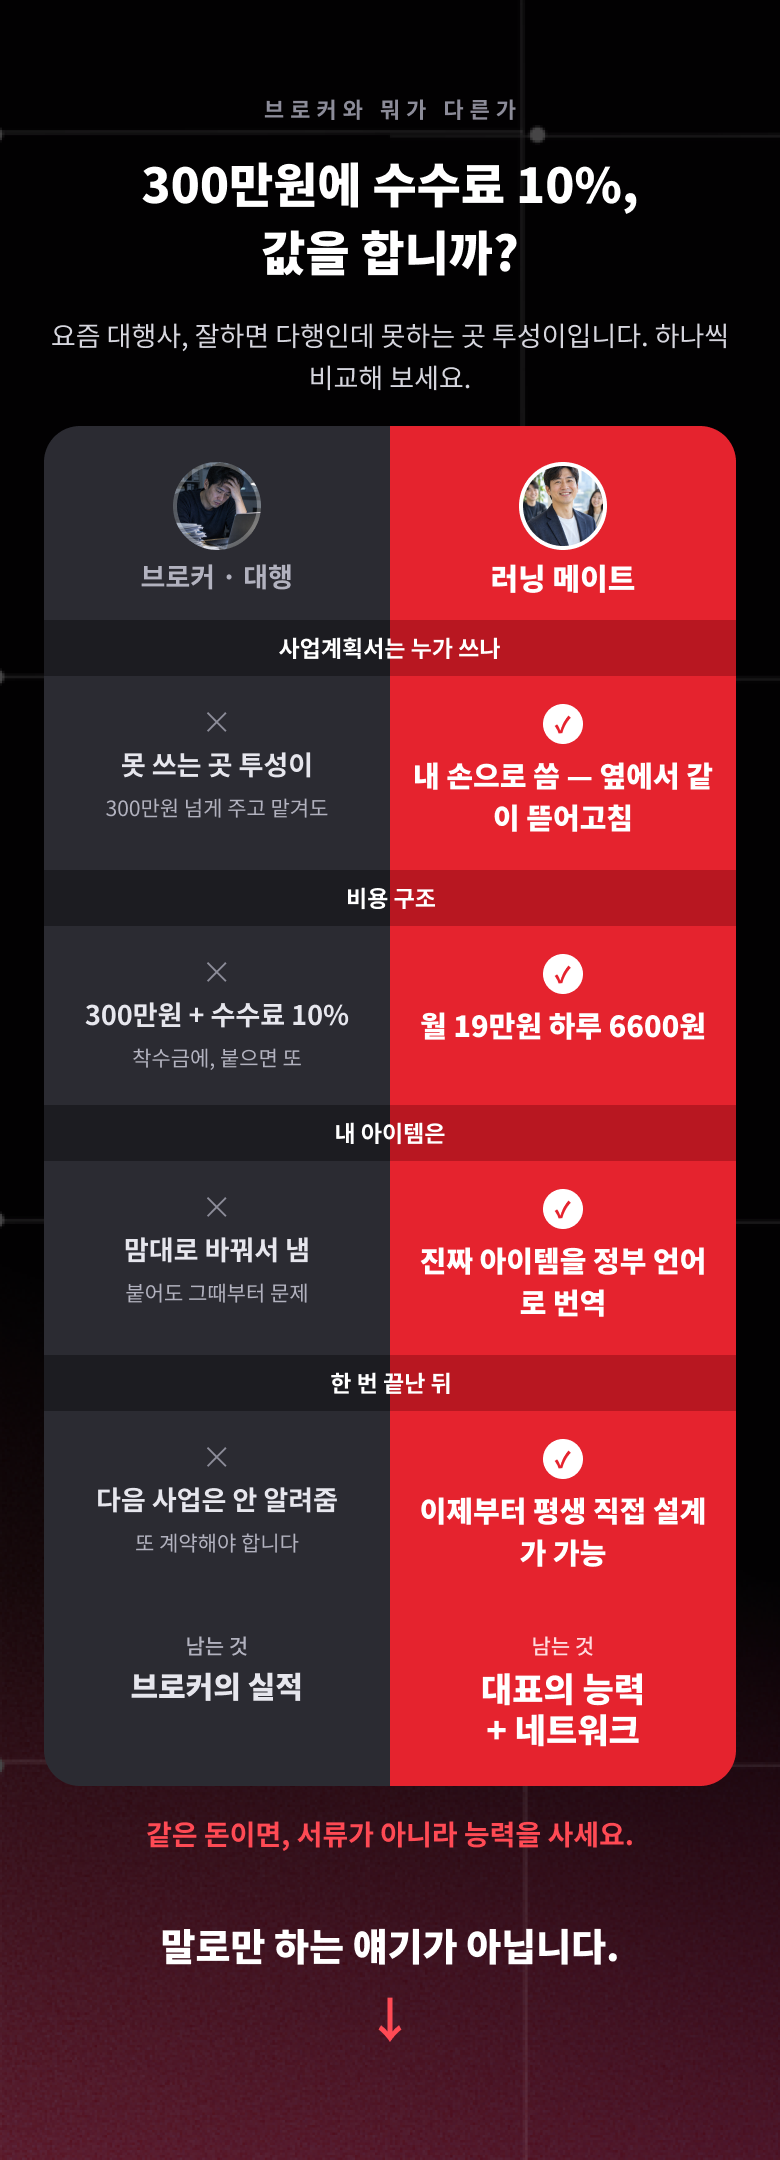 브로커와 뭐가 다른가
300만원에 수수료 10%,
값을 합니까?
요즘 대행사, 잘하면 다행인데 못하는 곳 투성이입니다. 하나씩
비교해 보세요.
브로커 · 대행
러닝 메이트
사업계획서는 누가 쓰나
못 쓰는 곳 투성이
300만원 넘게 주고 맡겨도
내 손으로 씀 — 옆에서 같
이 뜯어고침
비용 구조
300만원 + 수수료 10%
착수금에, 붙으면 또
월 19만원 하루 6600원
내 아이템은
맘대로 바꿔서 냄
붙어도 그때부터 문제
진짜 아이템을 정부 언어
로 번역
한 번 끝난 뒤
다음 사업은 안 알려줌
또 계약해야 합니다
이제부터 평생 직접 설계
가 가능
남는 것
브로커의 실적
남는 것
대표의 능력
+ 네트워크
같은 돈이면, 서류가 아니라 능력을 사세요.
말로만 하는 얘기가 아닙니다.
↓